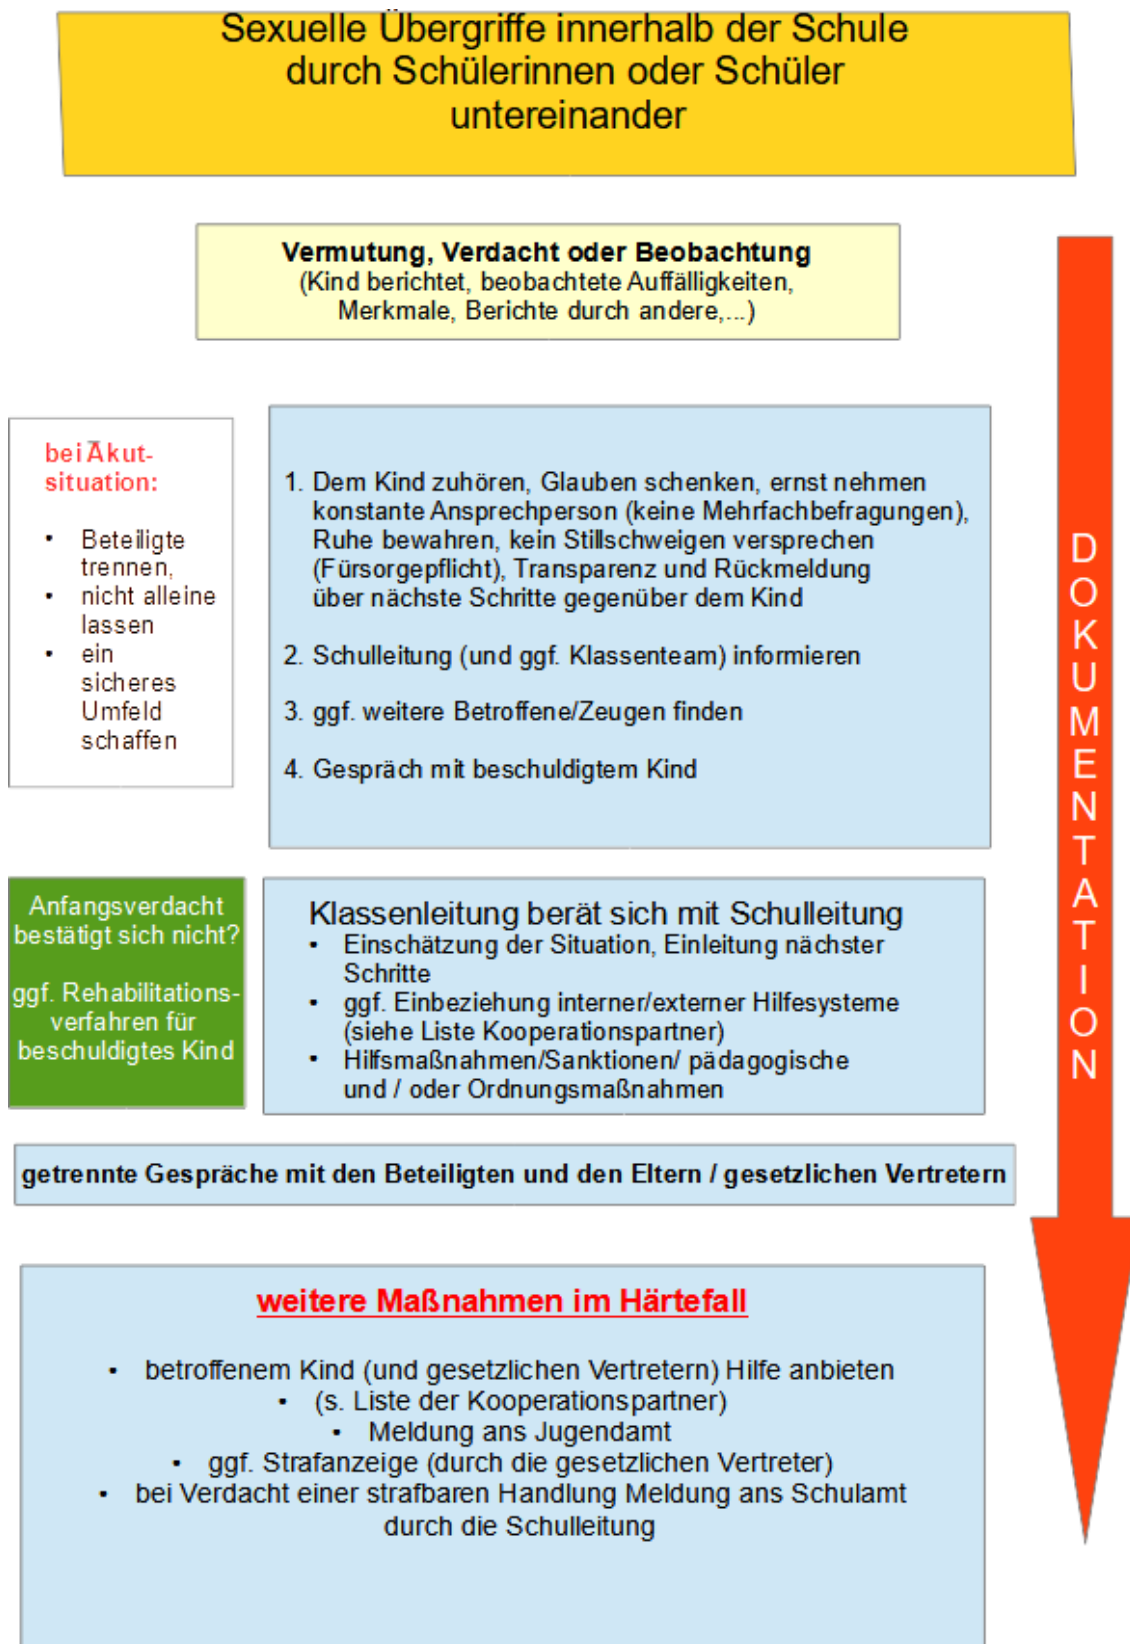 Sexuelle Übergriffe innerhalb der Schule
durch Schülerinnen oder Schüler
untereinander
Vermutung, Verdacht oder Beobachtung
(Kind berichtet, beobachtete Auffälligkeiten,
Merkmale, Berichte durch andere,...)
bei Akut-
situation:
• Beteiligte
trennen,
• nicht alleine
lassen
• ein
sicheres
Umfeld
schaffen
1. Dem Kind zuhören, Glauben schenken, ernst nehmen
konstante Ansprechperson (keine Mehrfachbefragungen),
Ruhe bewahren, kein Stillschweigen versprechen
(Fürsorgepflicht), Transparenz und Rückmeldung
über nächste Schritte gegenüber dem Kind
2. Schulleitung (und ggf. Klassenteam) informieren
3. ggf. weitere Betroffene/Zeugen finden
4. Gespräch mit beschuldigtem Kind
Anfangsverdacht
bestätigt sich nicht?
ggf. Rehabilitations-
verfahren für
beschuldigtes Kind
Klassenleitung berät sich mit Schulleitung
• Einschätzung der Situation, Einleitung nächster
Schritte
• ggf. Einbeziehung interner/externer Hilfesysteme
(siehe Liste Kooperationspartner)
• Hilfsmaßnahmen/Sanktionen/ pädagogische
und / oder Ordnungsmaßnahmen
getrennte Gespräche mit den Beteiligten und den Eltern / gesetzlichen Vertretern
weitere Maßnahmen im Härtefall
• betroffenem Kind (und gesetzlichen Vertretern) Hilfe anbieten
• (s. Liste der Kooperationspartner)
• Meldung ans Jugendamt
• ggf. Strafanzeige (durch die gesetzlichen Vertreter)
• bei Verdacht einer strafbaren Handlung Meldung ans Schulamt
durch die Schulleitung
DOKUMENTATION